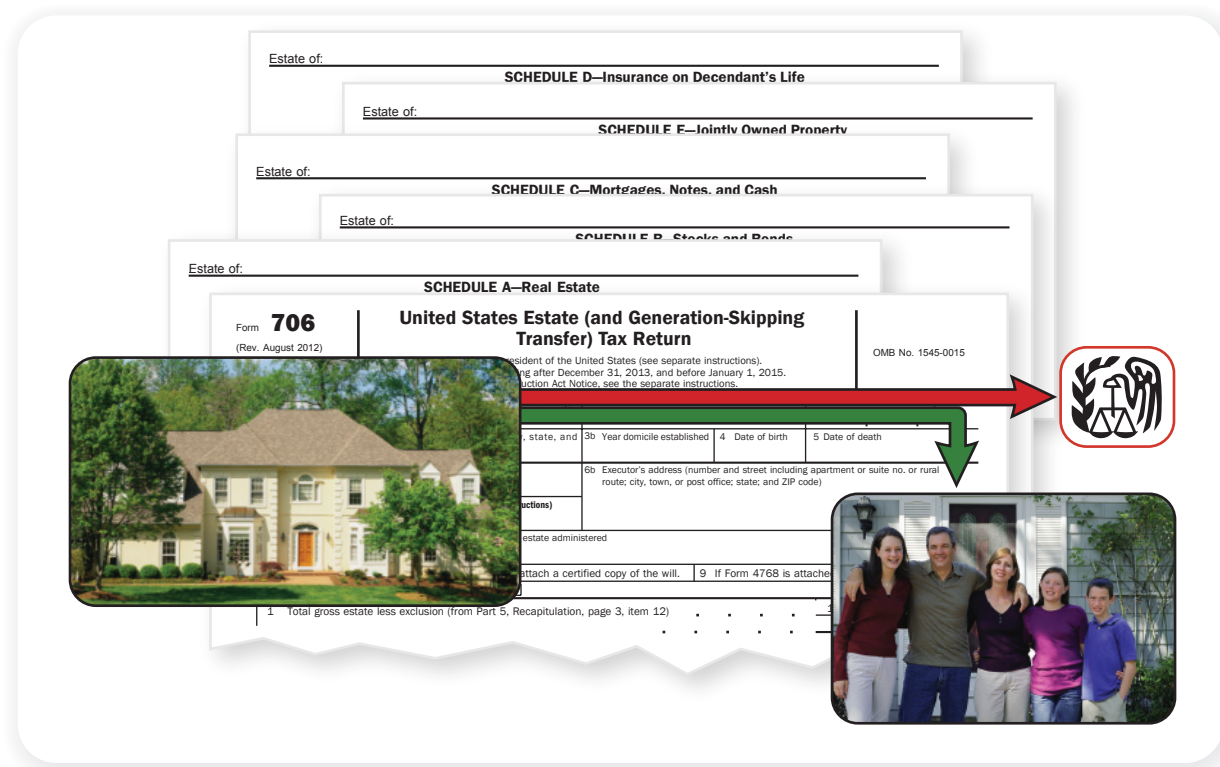 Estate of:
SCHEDULE D—Insurance on Decendant's Life
Estate of:
SCHEDULE E—Jointly Owned Property
Estate of:
SCHEDULE C—Mortgages, Notes, and Cash
Estate of:
SCHEDULE B—Stocks and Bonds
Estate of:
SCHEDULE A—Real Estate
Form 706
(Rev. August 2012)
United States Estate (and Generation-Skipping
Transfer) Tax Return
resident of the United States (see separate instructions).
ng after December 31, 2013, and before January 1, 2015.
uction Act Notice, see the separate instructions.
OMB No. 1545-0015
, state, and
3b Year domicile established
4 Date of birth
5 Date of death
6b Executor's address (number and street including apartment or suite no. or rural
route; city, town, or post office; state; and ZIP code)
uctions)
estate administered
attach a certified copy of the will.
9 If Form 4768 is attached
1 Total gross estate less exclusion (from Part 5, Recapitulation, page 3, item 12)